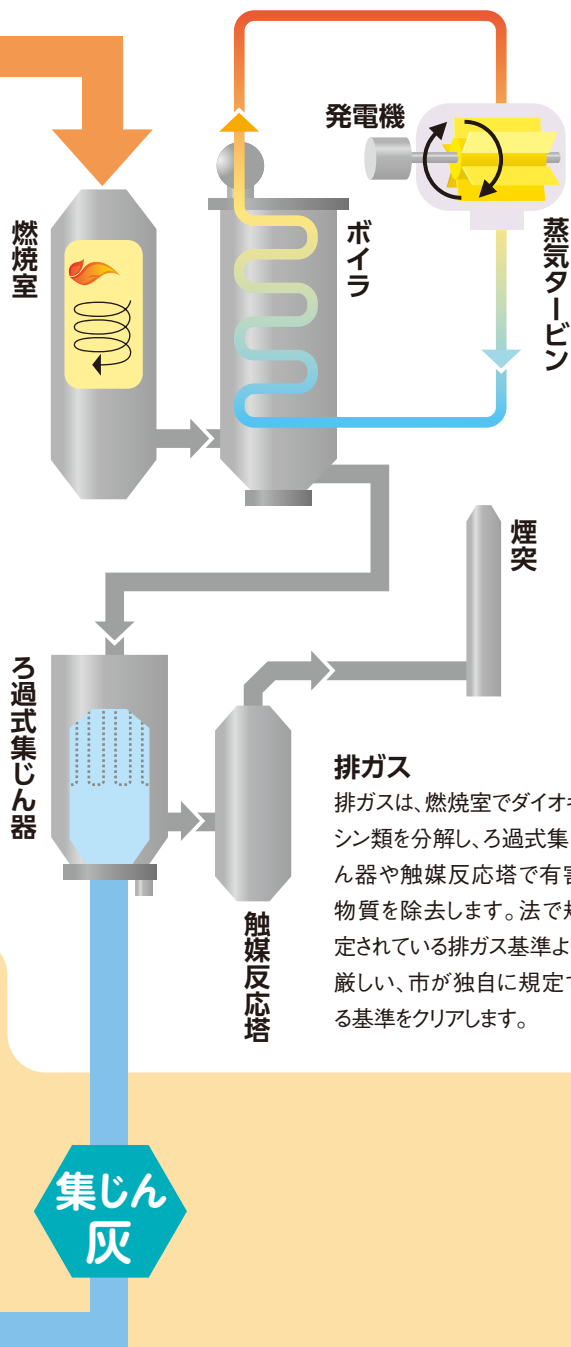 発電機
蒸気タービン
ボイラ
燃焼室
煙突
ろ過式集じん器
触媒反応塔
排ガス
排ガスは、燃焼室でダイオキ
シン類を分解し、ろ過式集
ん器や触媒反応塔で有害
物質を除去します。法で規
定されている排ガス基準よ
厳しい、市が独自に規定
る基準をクリアします。
集じん
灰